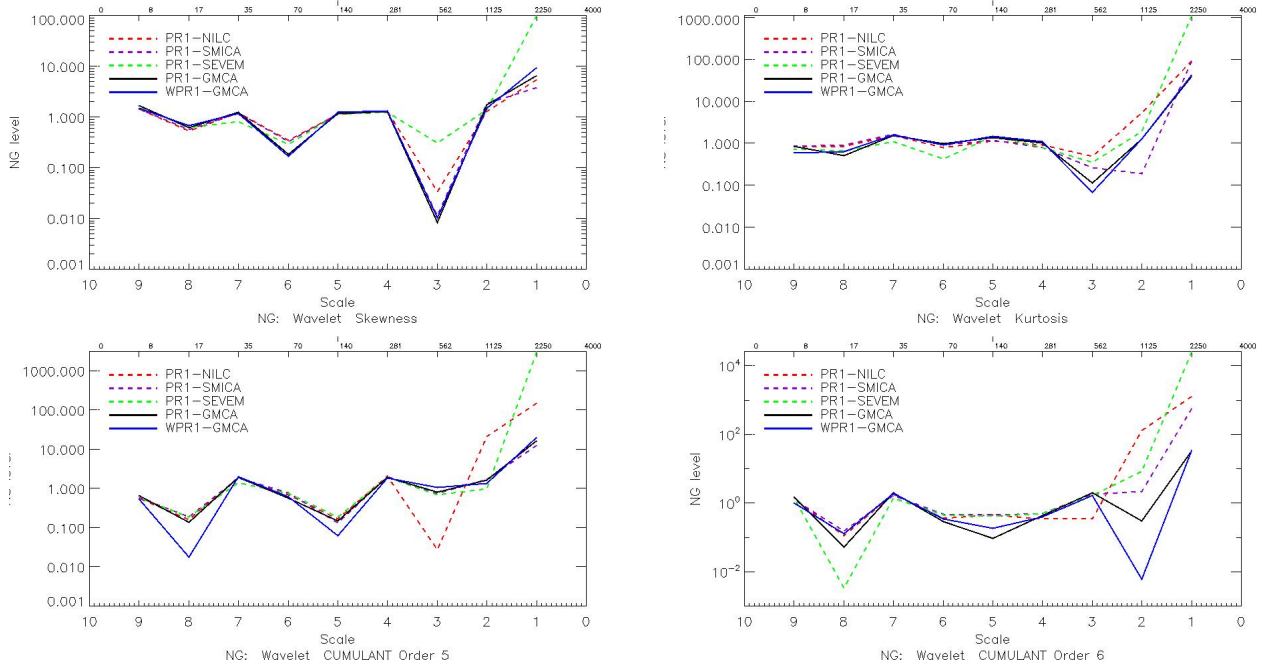 0 8 17 35 70 140 281 562 1125 2250 4000
100.000
10.000
1.000
0.100
0.010
0.001
NG level
PR1-NILC
PR1-SMICA
PR1-SEVEM
PR1-GMCA
WPR1-GMCA
10 9 8 7 6 5 4 3 2 1 0
Scale
NG: Wavelet Skewness
0 8 17 35 70 140 281 562 1125 2250 4000
1000.000
100.000
10.000
1.000
0.100
0.010
0.001
level
PR1-NILC
PR1-SMICA
PR1-SEVEM
PR1-GMCA
WPR1-GMCA
10 9 8 7 6 5 4 3 2 1 0
Scale
NG: Wavelet Kurtosis
0 8 17 35 70 140 281 562 1125 2250 4000
1000.000
100.000
10.000
1.000
0.100
0.010
0.001
level
PR1-NILC
PR1-SMICA
PR1-SEVEM
PR1-GMCA
WPR1-GMCA
10 9 8 7 6 5 4 3 2 1 0
Scale
NG: Wavelet CUMULANT Order 5
0 8 17 35 70 140 281 562 1125 2250 4000
10^4
10^2
10^0
10^-2
NG level
PR1-NILC
PR1-SMICA
PR1-SEVEM
PR1-GMCA
WPR1-GMCA
10 9 8 7 6 5 4 3 2 1 0
Scale
NG: Wavelet CUMULANT Order 6